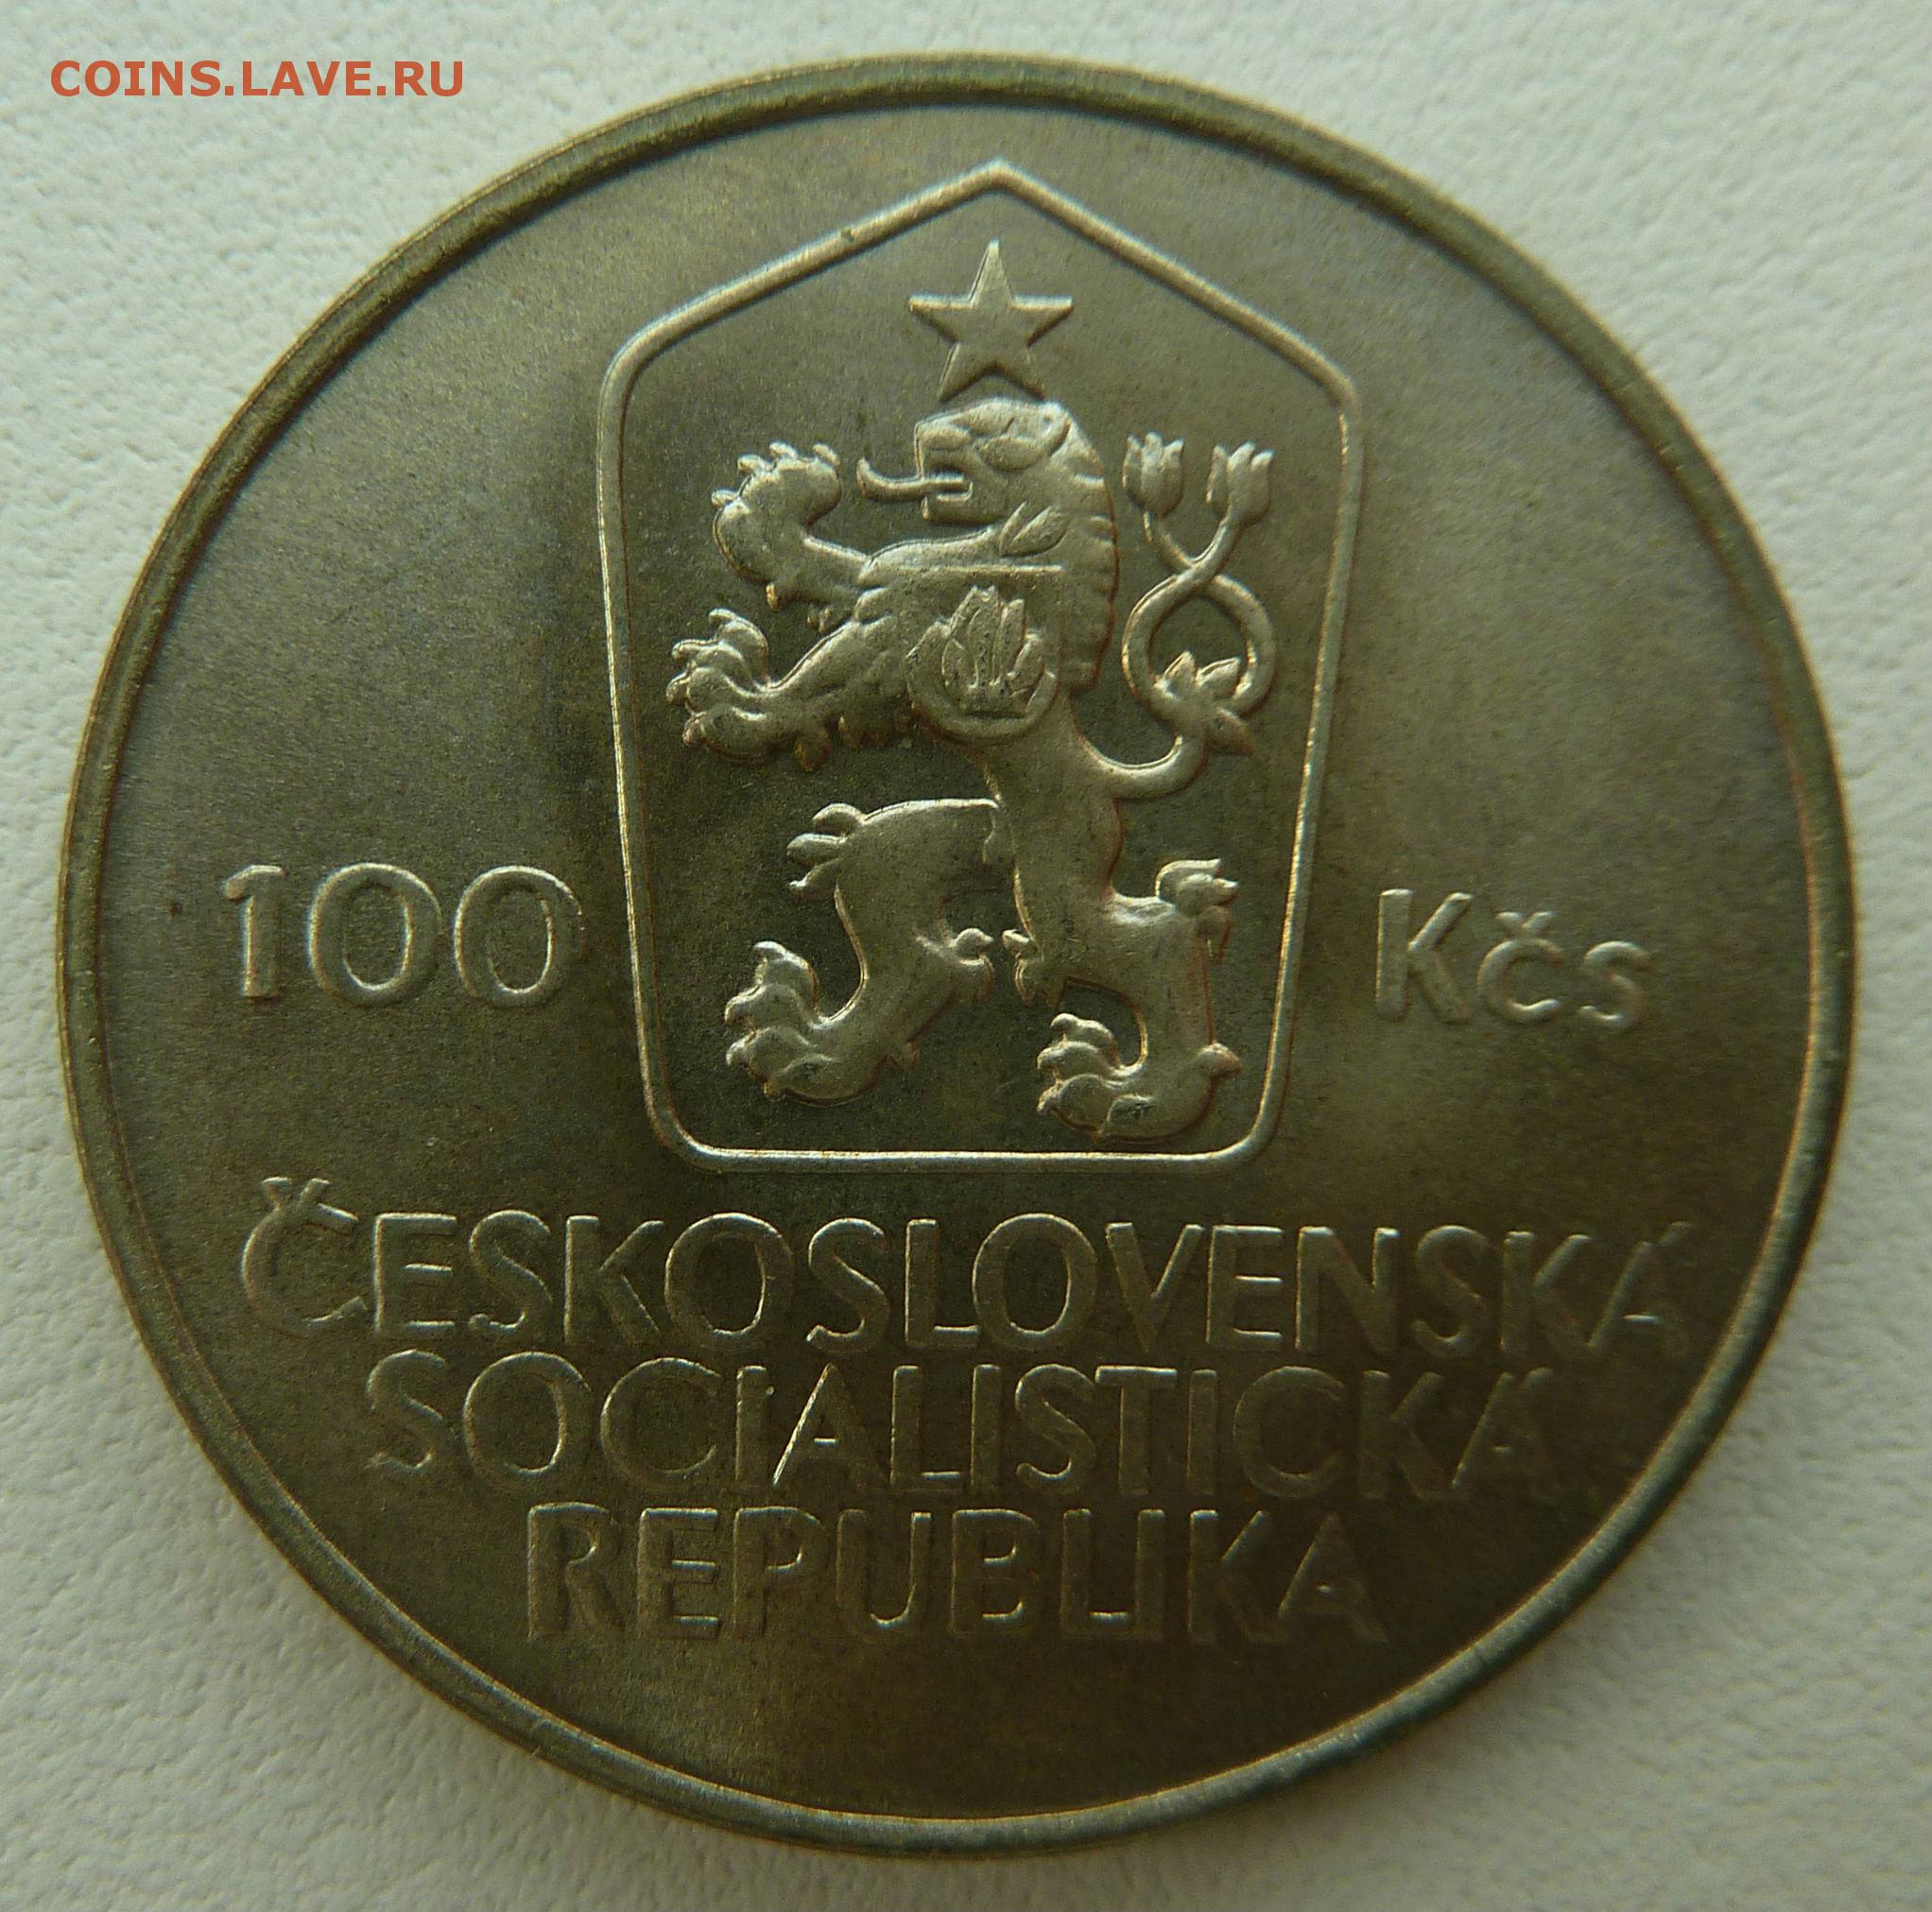 COINS.LAVE.RU
100 Kčs
ČESKOSLOVENSKÁ
SOCIALISTICKÁ
REPUBLIKA